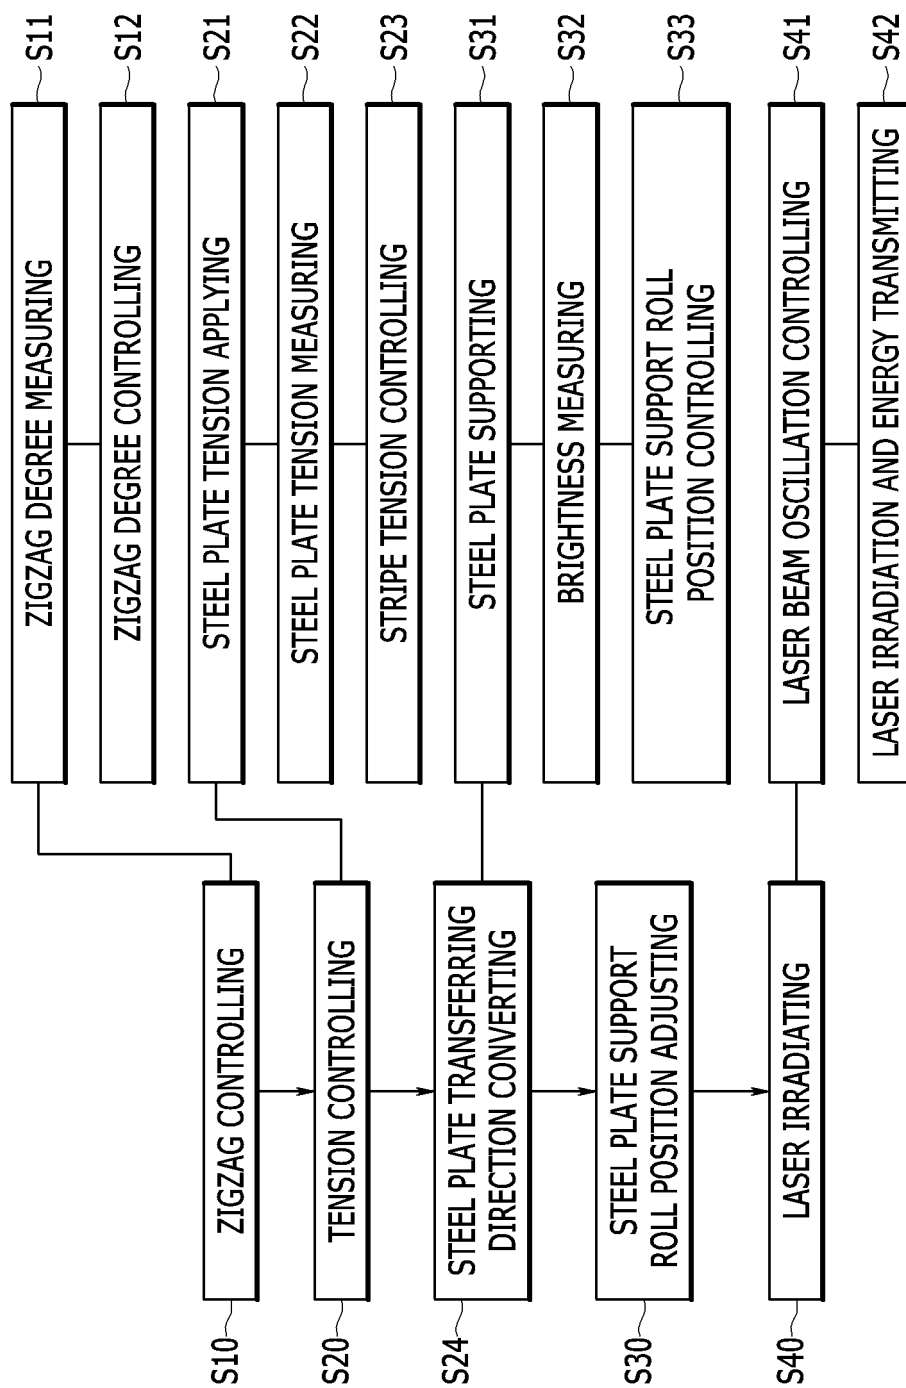 S10
ZIGZAG CONTROLLING
S20
TENSION CONTROLLING
S24
STEEL PLATE TRANSFERRING
DIRECTION CONVERTING
S30
STEEL PLATE SUPPORT
ROLL POSITION ADJUSTING
S40
LASER IRRADIATING
ZIGZAG DEGREE MEASURING
S11
ZIGZAG DEGREE CONTROLLING
S12
STEEL PLATE TENSION APPLYING
S21
STEEL PLATE TENSION MEASURING
S22
STRIPE TENSION CONTROLLING
S23
STEEL PLATE SUPPORTING
S31
BRIGHTNESS MEASURING
S32
STEEL PLATE SUPPORT ROLL
POSITION CONTROLLING
S33
LASER BEAM OSCILLATION CONTROLLING
S41
LASER IRRADIATION AND ENERGY TRANSMITTING
S42